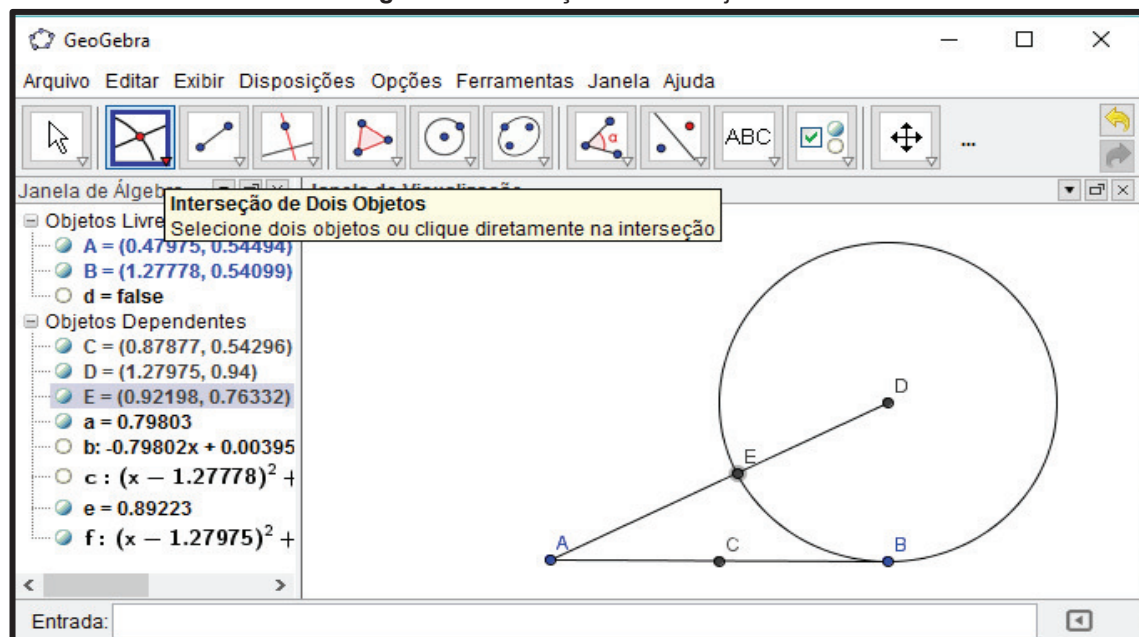 GeoGebra
Arquivo Editar Exibir Disposições Opções Ferramentas Janela Ajuda
ABC
α
...
Janela de Álgebra
Interseção de Dois Objetos
Selecione dois objetos ou clique diretamente na interseção
Objetos Livre
A = (0.47975, 0.54494)
B = (1.27778, 0.54099)
d = false
Objetos Dependentes
C = (0.87877, 0.54296)
D = (1.27975, 0.94)
E = (0.92198, 0.76332)
a = 0.79803
b: -0.79802x + 0.00395
c : (x − 1.27778)² +
e = 0.89223
f : (x − 1.27975)² +
D
E
A
C
B
Entrada: